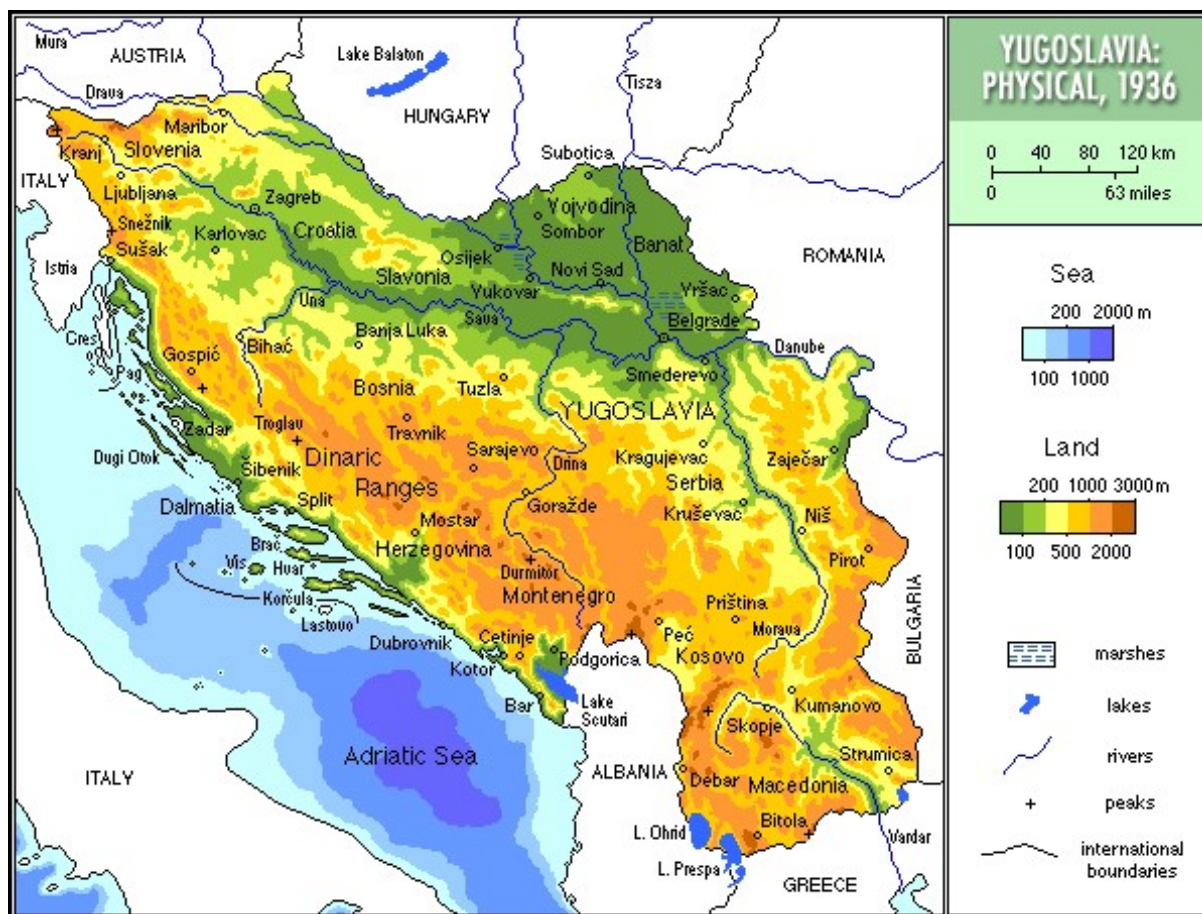 YUGOSLAVIA:
PHYSICAL, 1936
0 40 80 120 km
0 63 miles
Sea
200 2000 m
100 1000
Land
200 1000 3000 m
100 500 2000
marshes
lakes
rivers
peaks
international
boundaries
Mura
AUSTRIA
Lake Balaton
Tisza
Drava
HUNGARY
Maribor
Kranj
Slovenia
Subotica
ITALY
Ljubljana
Zagreb
Vojvodina
Snežnik
Sombor
Karlovac
Croatia
Banat
Sušak
Osijek
ROMANIA
Istria
Slavonia
Novi Sad
Yukovar
Yršac
Una
Sava
Belgrade
Cres
Banja Luka
Bihać
Danube
Gospić
Pag
Smederevo
Bosnia
Tuzla
YUGOSLAVIA
Troglav
Travnik
Zadar
Dinaric
Sarajevo
Kragujevac
Zaječar
Dugi Otok
Drina
Šibenik
Ranges
Serbia
Split
Goražde
Dalmatia
Kruševac
Mostar
Niš
Brač
Herzegovina
Pirot
Vis
Hvar
Durmitor
Montenegro
Korčula
Priština
Lastovo
Morava
BULGARIA
Dubrovnik
Cetinje
Peć
Podgorica
Kosovo
Kotor
Bar
Lake
Scutari
Kumanovo
Skopje
Adriatic Sea
Strumica
ITALY
ALBANIA
Debar
Macedonia
Bitola
L. Ohrid
Vardar
L. Prespa
GREECE